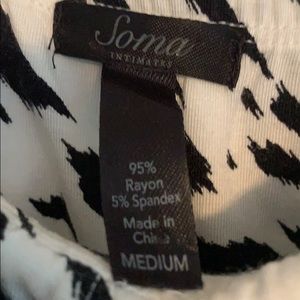 Soma
INTIMATES
95%
Rayon
5% Spandex
Made in
China
MEDIUM